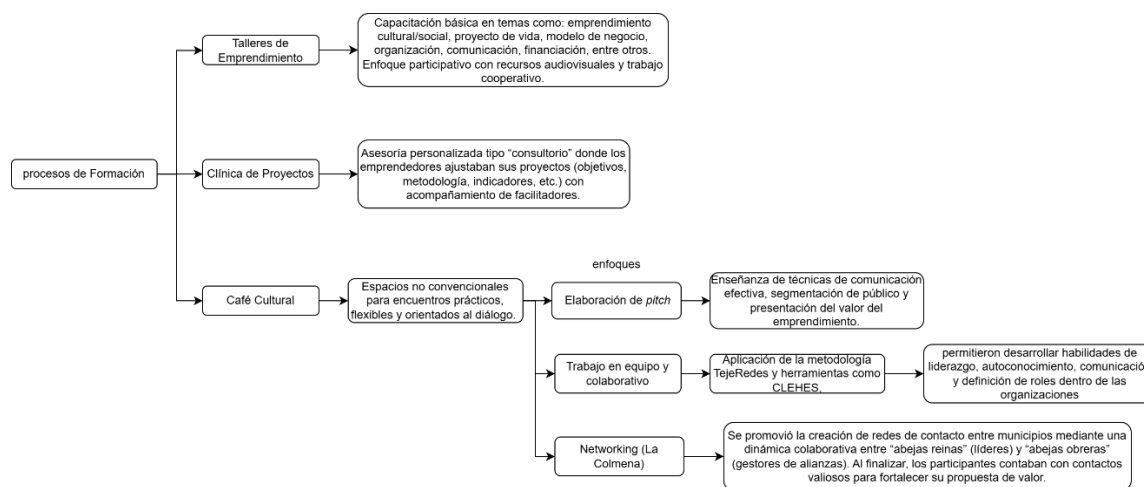 Talleres de
Emprendimiento
Capacitación básica en temas como: emprendimiento
cultural/social, proyecto de vida, modelo de negocio,
organización, comunicación, financiación, entre otros.
Enfoque participativo con recursos audiovisuales y trabajo
cooperativo.
procesos de Formación
Clínica de Proyectos
Asesoría personalizada tipo “consultorio” donde los
emprendedores ajustaban sus proyectos (objetivos,
metodología, indicadores, etc.) con
acompañamiento de facilitadores.
Café Cultural
Espacios no convencionales
para encuentros prácticos,
flexibles y orientados al diálogo.
enfoques
Elaboración de pitch
Enseñanza de técnicas de comunicación
efectiva, segmentación de público y
presentación del valor del
emprendimiento.
Trabajo en equipo y
colaborativo
Aplicación de la metodología
TejeRedes y herramientas como
CLEHES,
permitieron desarrollar habilidades de
liderazgo, autoconocimiento, comunicació
y definición de roles dentro de las
organizaciones
Networking (La
Colmena)
Se promovió la creación de redes de contacto entre municipios mediante una
dinámica colaborativa entre “abejas reinas” (líderes) y “abejas obreras”
(gestores de alianzas). Al finalizar, los participantes contaban con contactos
valiosos para fortalecer su propuesta de valor.